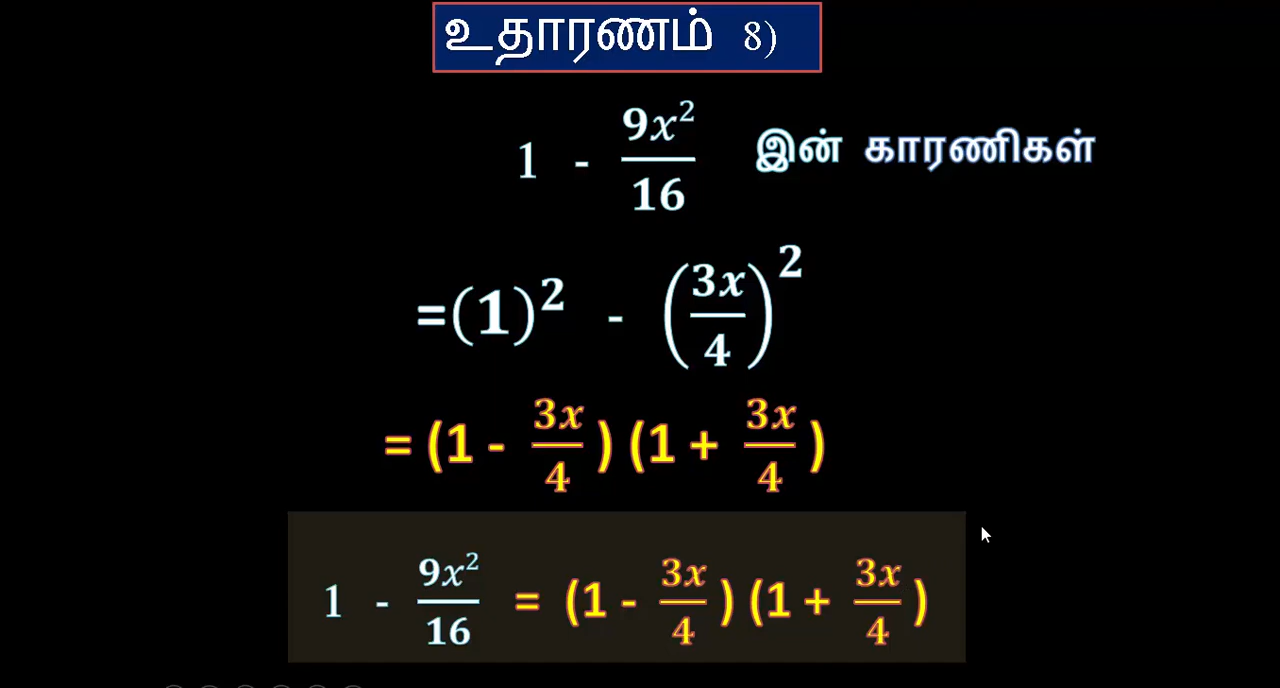 உதாரணம் 8)
1 - 9x²/16 இன் காரணிகள்
=(1)² - (3x/4)²
= (1 - 3x/4) (1 + 3x/4)
1 - 9x²/16 = (1 - 3x/4) (1 + 3x/4)